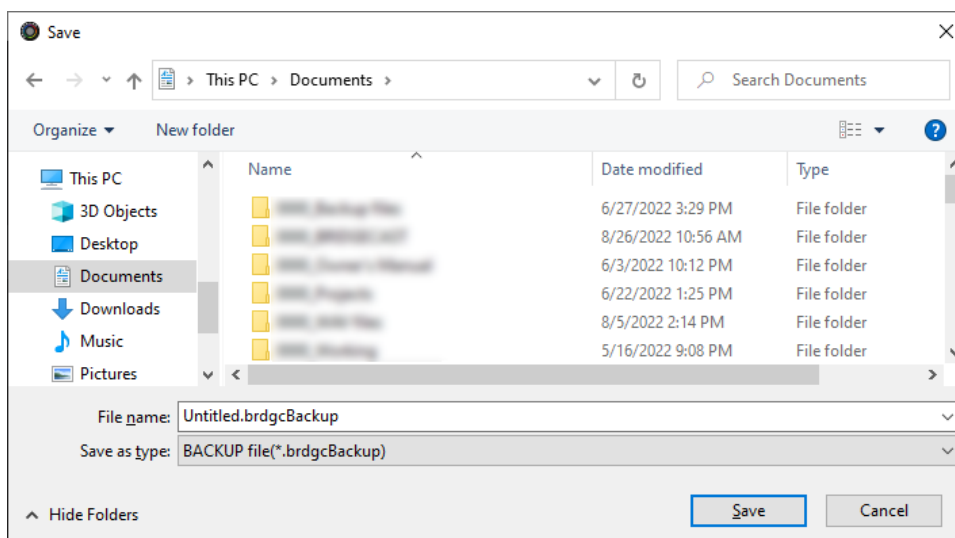 Save
This PC > Documents >
Search Documents
Organize
New folder
?
Name
Date modified
Type
This PC
3D Objects
Desktop
Documents
Downloads
Music
Pictures
6/27/2022 3:29 PM File folder
8/26/2022 10:56 AM File folder
6/3/2022 10:12 PM File folder
6/22/2022 1:25 PM File folder
8/5/2022 2:14 PM File folder
5/16/2022 9:08 PM File folder
File name: Untitled.brdgcBackup
Save as type: BACKUP file(*.brdgcBackup)
Hide Folders
Save
Cancel